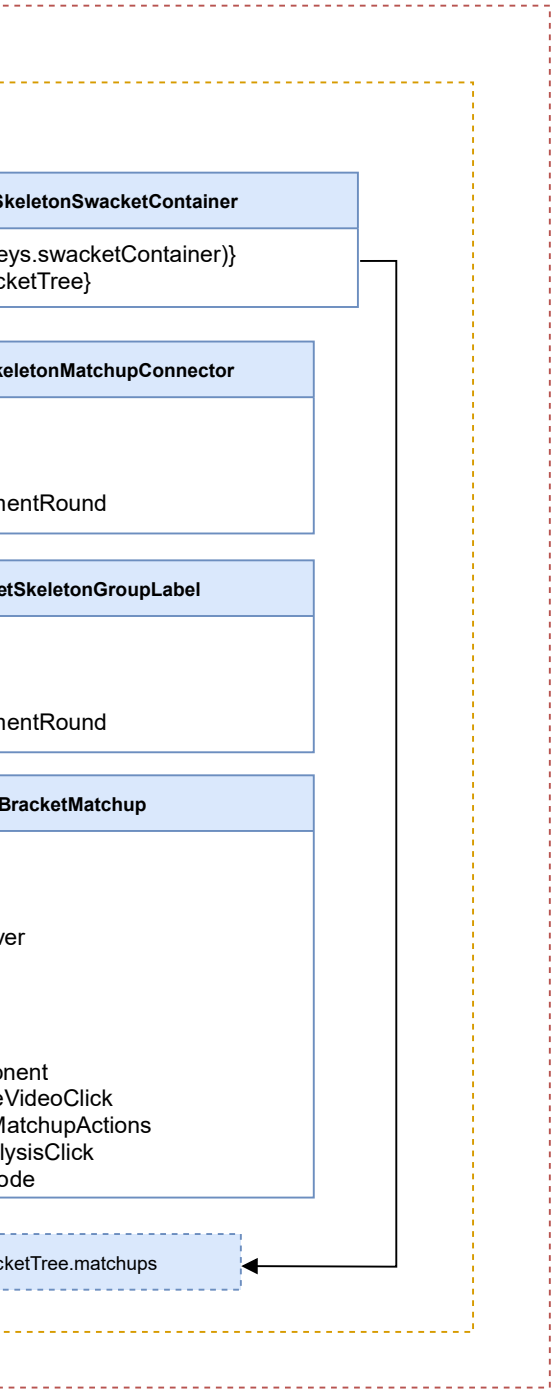 SkeletonSwacketContainer
eys.swacketContainer)}
cketTree}
keletonMatchupConnector
nentRound
etSkeletonGroupLabel
nentRound
BracketMatchup
ver
onent
eVideoClick
MatchupActions
lysisClick
ode
cketTree.matchups